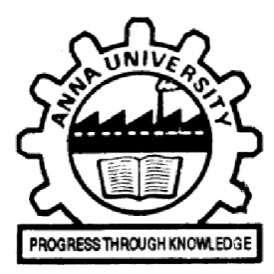 ANNA UNIVERSITY
PROGRESS THROUGH KNOWLEDGE